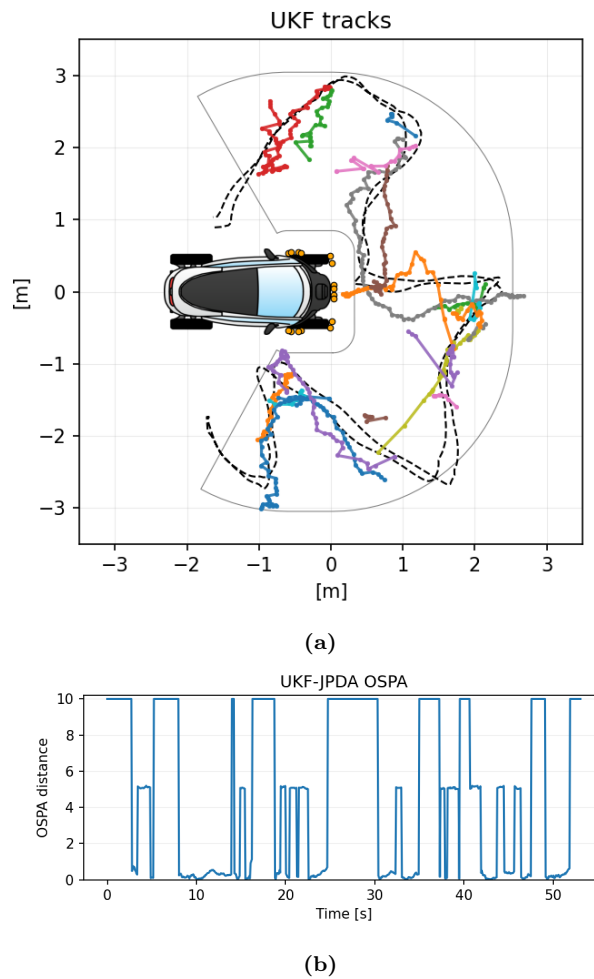 UKF tracks
3
2
1
0
−1
−2
−3
[m]
−3 −2 −1 0 1 2 3
[m]
(a)
UKF-JPDA OSPA
10
8
6
4
2
0
OSPA distance
0 10 20 30 40 50
Time [s]
(b)